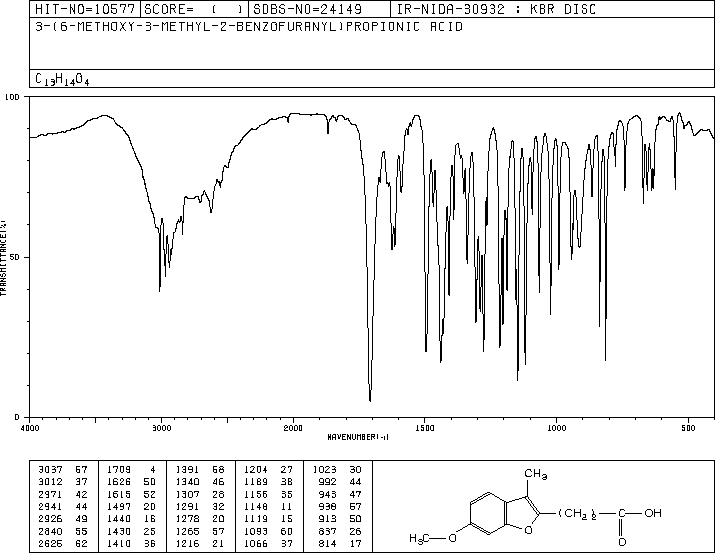 HIT-NO=10577 SCORE= ( ) SDBS-NO=24149 IR-NIDA-30932 : KBR DISC
3-(6-METHOXY-3-METHYL-2-BENZOFURANYL)PROPIONIC ACID
C13H14O4
100
50
0
TRANSMITTANCE(%)
4000 3000 2000 1500 1000 500
WAVENUMBER(-1)
3037 67 1709 4 1391 68 1204 27 1023 30
3012 37 1626 50 1340 46 1189 38 992 44
2971 42 1615 52 1307 28 1156 35 943 47
2941 44 1497 20 1291 32 1148 11 938 57
2926 49 1440 16 1278 20 1119 15 913 50
2840 55 1430 25 1265 57 1093 60 837 26
2625 62 1410 36 1216 21 1066 37 814 17
CH3
(CH2)2 C OH
O
O
H3C O